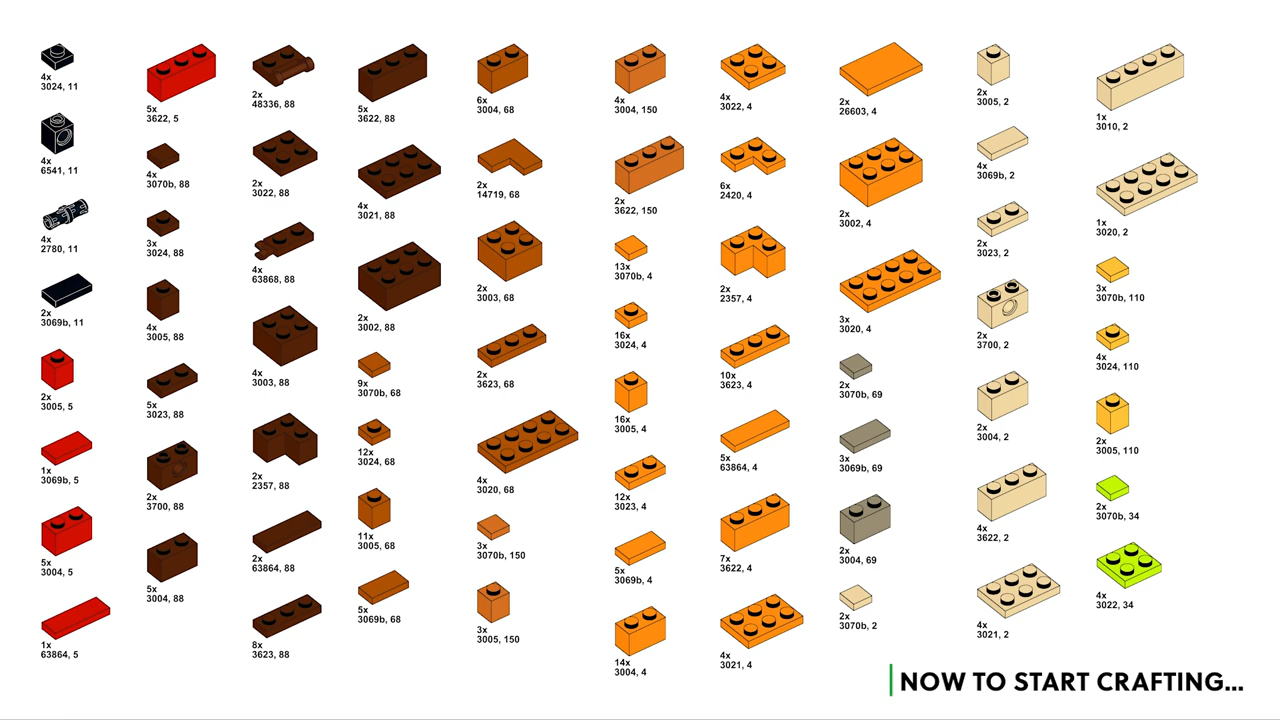 4x
3024, 11
4x
6541, 11
4x
2780, 11
2x
3069b, 11
2x
3005, 5
1x
3069b, 5
5x
3004, 5
1x
63864, 5
5x
3622, 5
4x
3070b, 88
3x
3024, 88
4x
3005, 88
5x
3023, 88
2x
3700, 88
5x
3004, 88
2x
48336, 88
2x
3022, 88
4x
63868, 88
4x
3003, 88
2x
2357, 88
2x
63864, 88
8x
3623, 88
5x
3622, 88
4x
3021, 88
2x
3002, 88
9x
3070b, 68
12x
3024, 68
11x
3005, 68
5x
3069b, 68
6x
3004, 68
2x
14719, 68
2x
3003, 68
2x
3623, 68
4x
3020, 68
3x
3070b, 150
3x
3005, 150
4x
3004, 150
2x
3622, 150
13x
3070b, 4
16x
3024, 4
16x
3005, 4
12x
3023, 4
5x
3069b, 4
14x
3004, 4
4x
3022, 4
6x
2420, 4
2x
2357, 4
10x
3623, 4
5x
63864, 4
7x
3622, 4
4x
3021, 4
2x
26603, 4
2x
3002, 4
3x
3020, 4
2x
3070b, 69
3x
3069b, 69
2x
3004, 69
2x
3070b, 2
2x
3005, 2
4x
3069b, 2
2x
3023, 2
2x
3700, 2
2x
3004, 2
4x
3622, 2
4x
3021, 2
1x
3010, 2
1x
3020, 2
3x
3070b, 110
4x
3024, 110
2x
3005, 110
2x
3070b, 34
4x
3022, 34
NOW TO START CRAFTING...